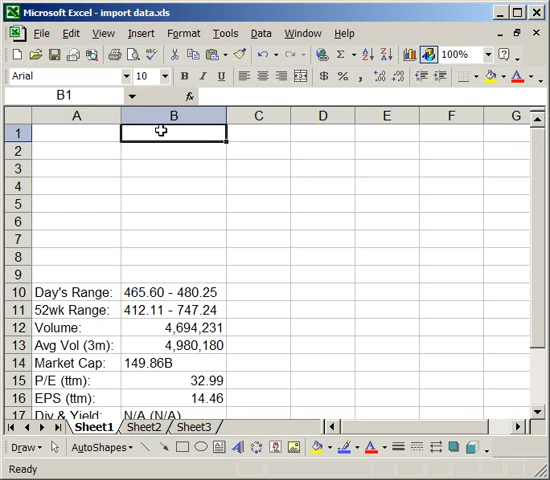 Microsoft Excel - import data.xls
File Edit View Insert Format Tools Data Window Help
100%
Arial 10 B I U $ %
B1 fx
A B C D E F G
1
2
3
4
5
6
7
8
9
10 Day's Range: 465.60 - 480.25
11 52wk Range: 412.11 - 747.24
12 Volume: 4,694,231
13 Avg Vol (3m): 4,980,180
14 Market Cap: 149.86B
15 P/E (ttm): 32.99
16 EPS (ttm): 14.46
17 Div & Yield: N/A (N/A)
Sheet1 Sheet2 Sheet3
Draw AutoShapes
Ready